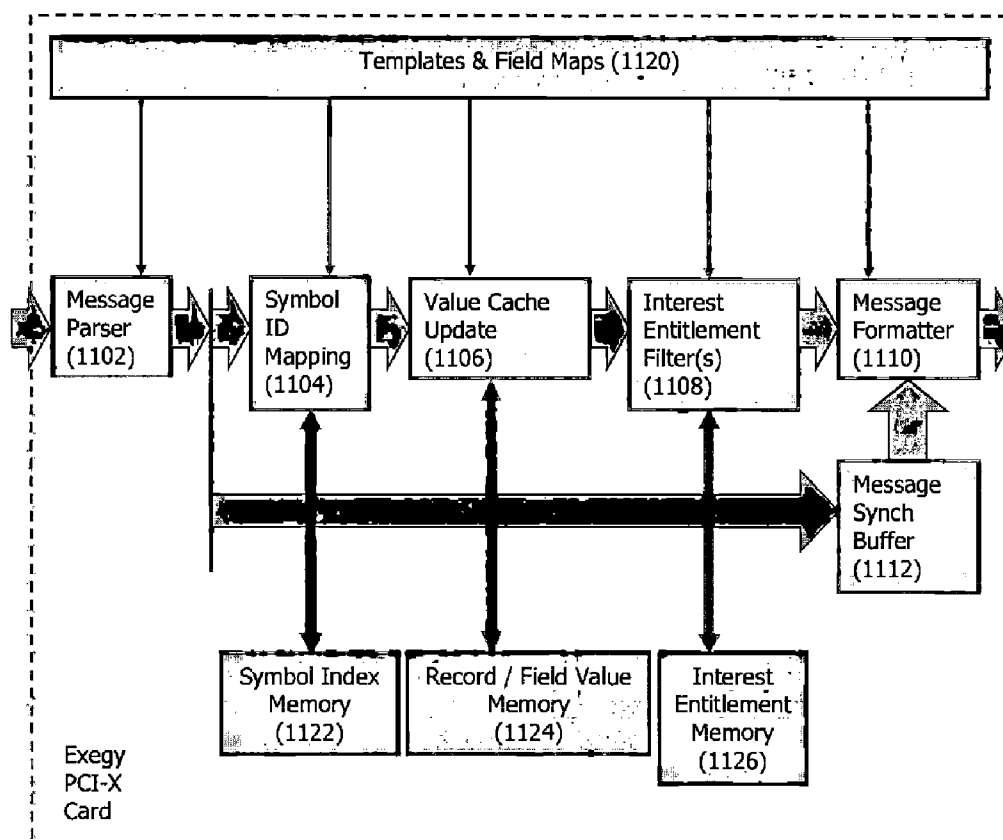 Templates & Field Maps (1120)
Message
Parser
(1102)
Symbol
ID
Mapping
(1104)
Value Cache
Update
(1106)
Interest
Entitlement
Filter(s)
(1108)
Message
Formatter
(1110)
Message
Synch
Buffer
(1112)
Symbol Index
Memory
(1122)
Record / Field Value
Memory
(1124)
Interest
Entitlement
Memory
(1126)
Exegy
PCI-X
Card